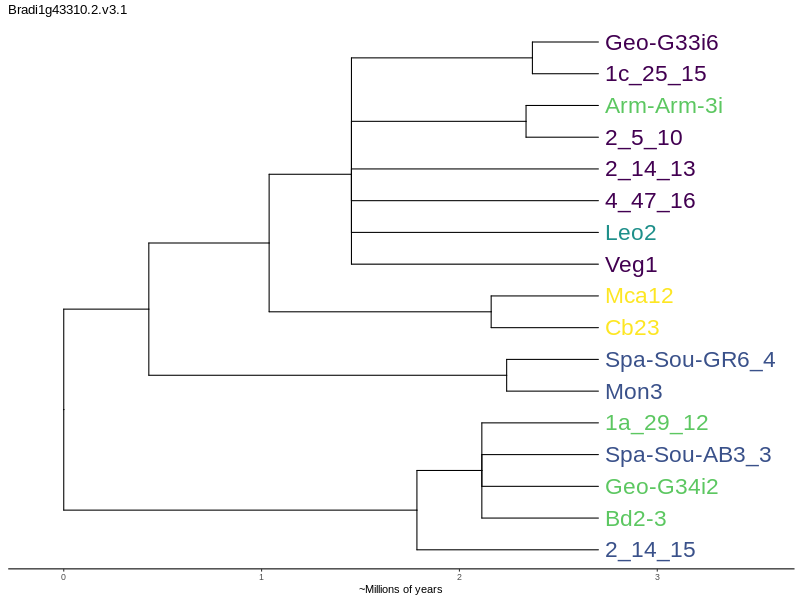 Bradi1g43310.2.v3.1
Geo-G33i6
1c_25_15
Arm-Arm-3i
2_5_10
2_14_13
4_47_16
Leo2
Veg1
Mca12
Cb23
Spa-Sou-GR6_4
Mon3
1a_29_12
Spa-Sou-AB3_3
Geo-G34i2
Bd2-3
2_14_15
0 1 2 3
~Millions of years